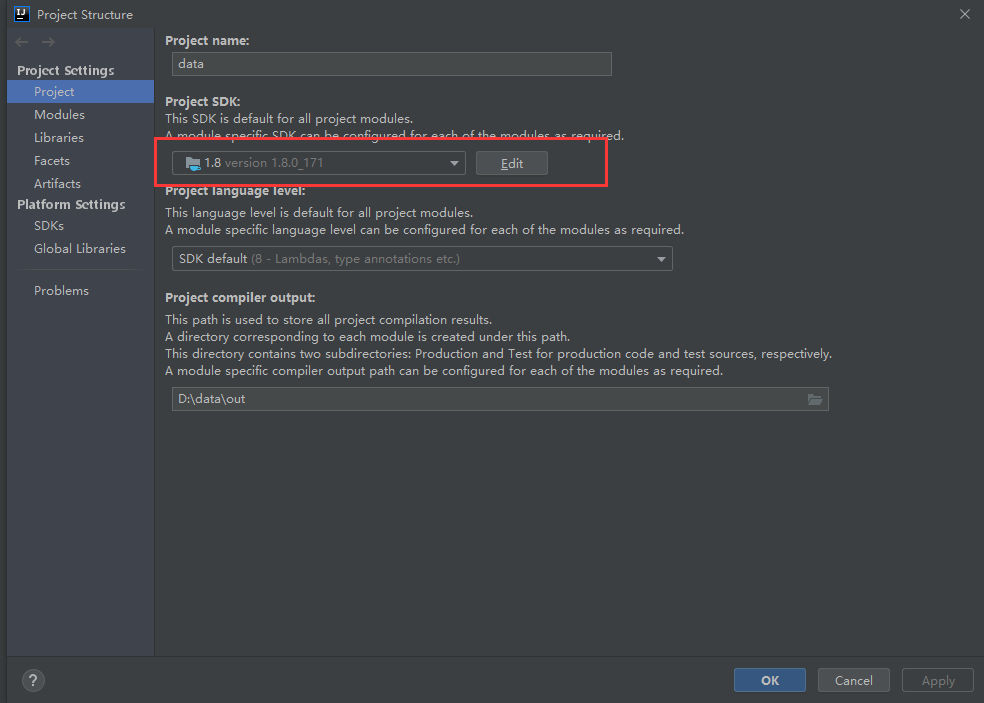 Project Structure
Project Settings
Project
Modules
Libraries
Facets
Artifacts
Platform Settings
SDKs
Global Libraries
Problems
Project name:
data
Project SDK:
This SDK is default for all project modules.
A module specific SDK can be configured for each of the modules as required.
1.8 version 1.8.0_171
Edit
Project language level:
This language level is default for all project modules.
A module specific language level can be configured for each of the modules as required.
SDK default (8 - Lambdas, type annotations etc.)
Project compiler output:
This path is used to store all project compilation results.
A directory corresponding to each module is created under this path.
This directory contains two subdirectories: Production and Test for production code and test sources, respectively.
A module specific compiler output path can be configured for each of the modules as required.
D:\data\out
?
OK
Cancel
Apply